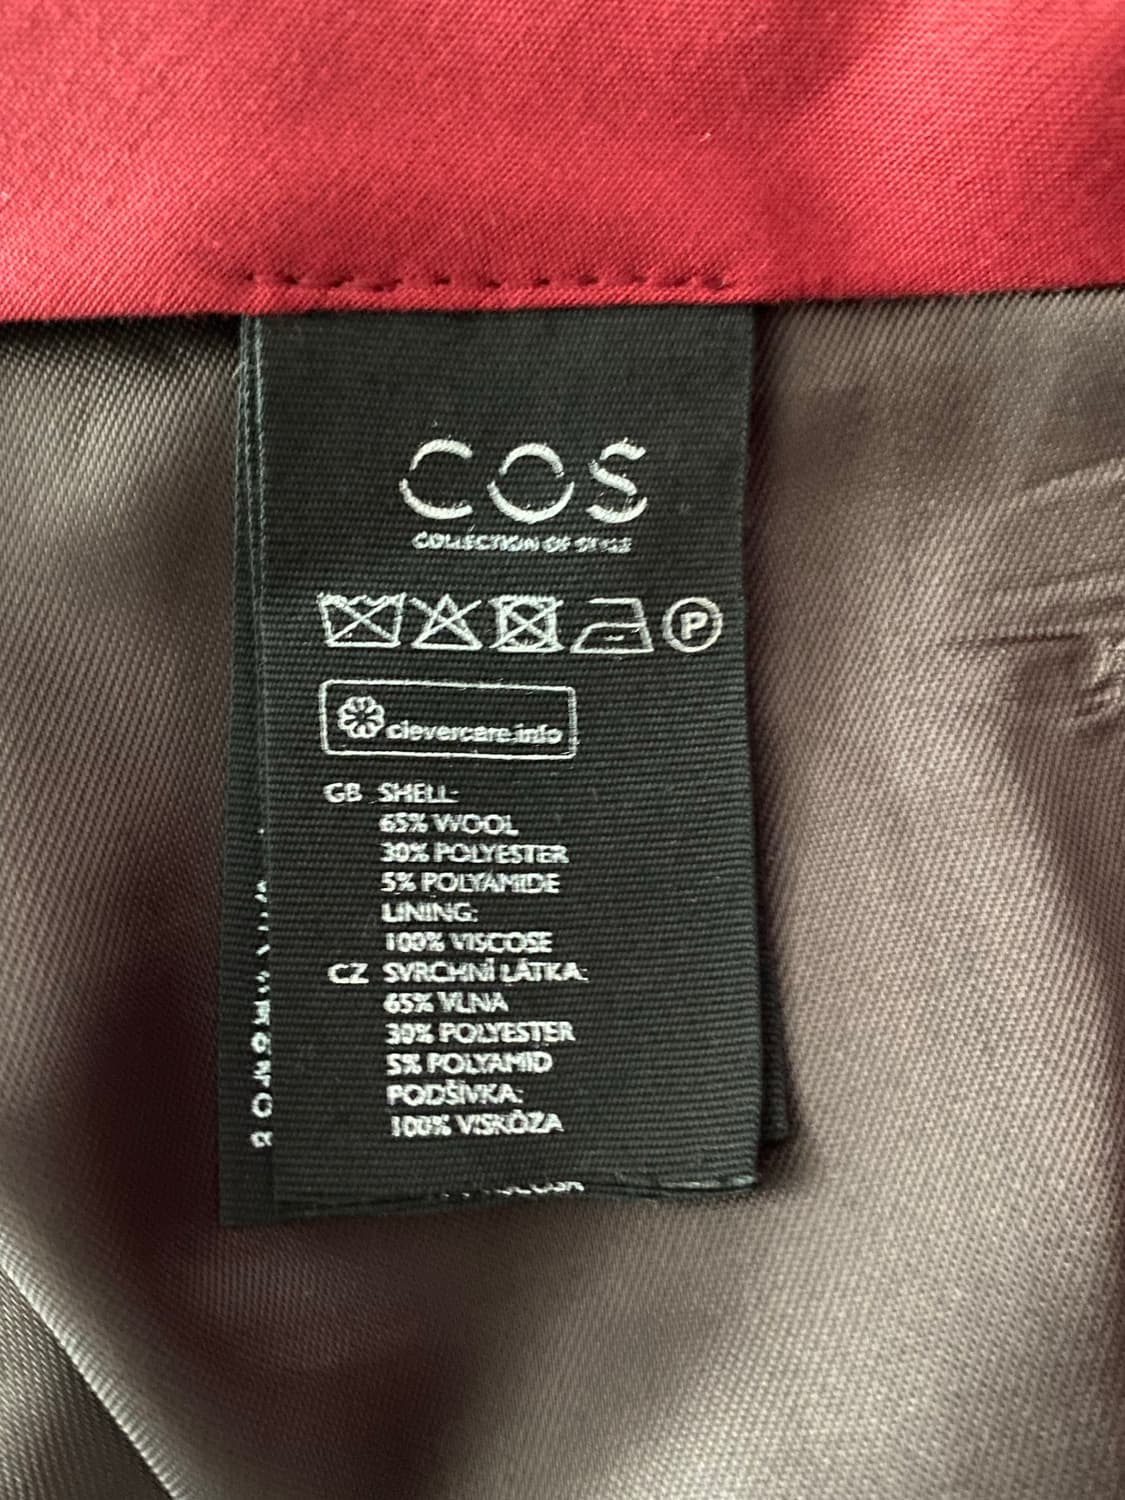 COS
COLLECTION OF STYLE
P
clevercare.info
GB SHELL:
65% WOOL
30% POLYESTER
5% POLYAMIDE
LINING:
100% VISCOSE
CZ SVRCHNÍ LÁTKA:
65% VLNA
30% POLYESTER
5% POLYAMID
PODŠÍVKA:
100% VISKÓZA